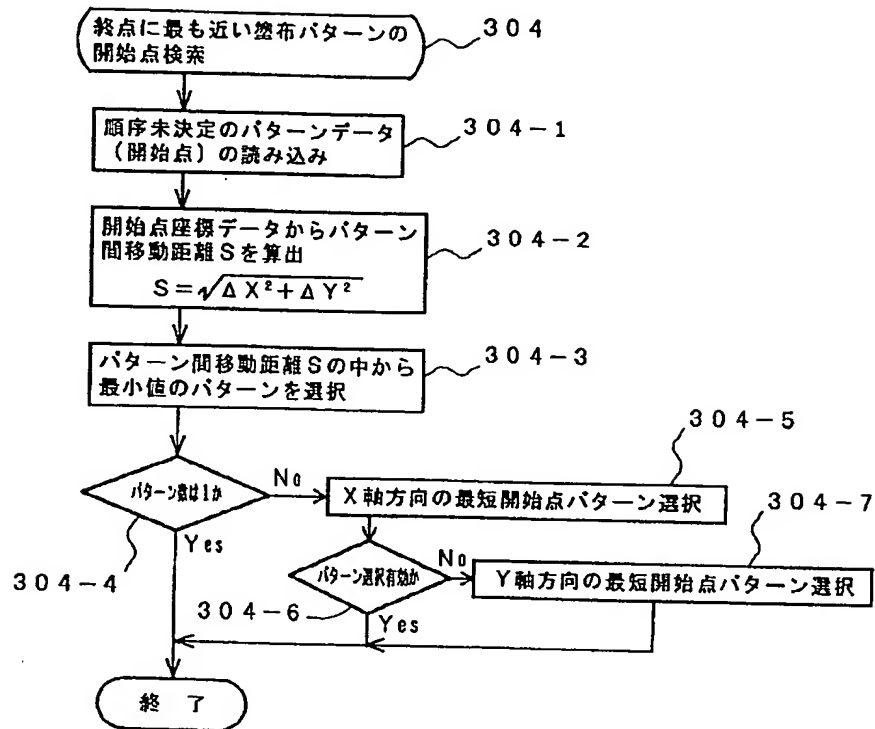 終点に最も近い塗布パターンの
開始点検索
304
順序未決定のパターンデータ
(開始点)の読み込み
304-1
開始点座標データからパターン
間移動距離Sを算出
S=√ΔX²+ΔY²
304-2
パターン間移動距離Sの中から
最小値のパターンを選択
304-3
パターン数は1か
No
Yes
304-4
X軸方向の最短開始点パターン選択
304-5
パターン選択有効か
No
Yes
304-6
Y軸方向の最短開始点パターン選択
304-7
終 了